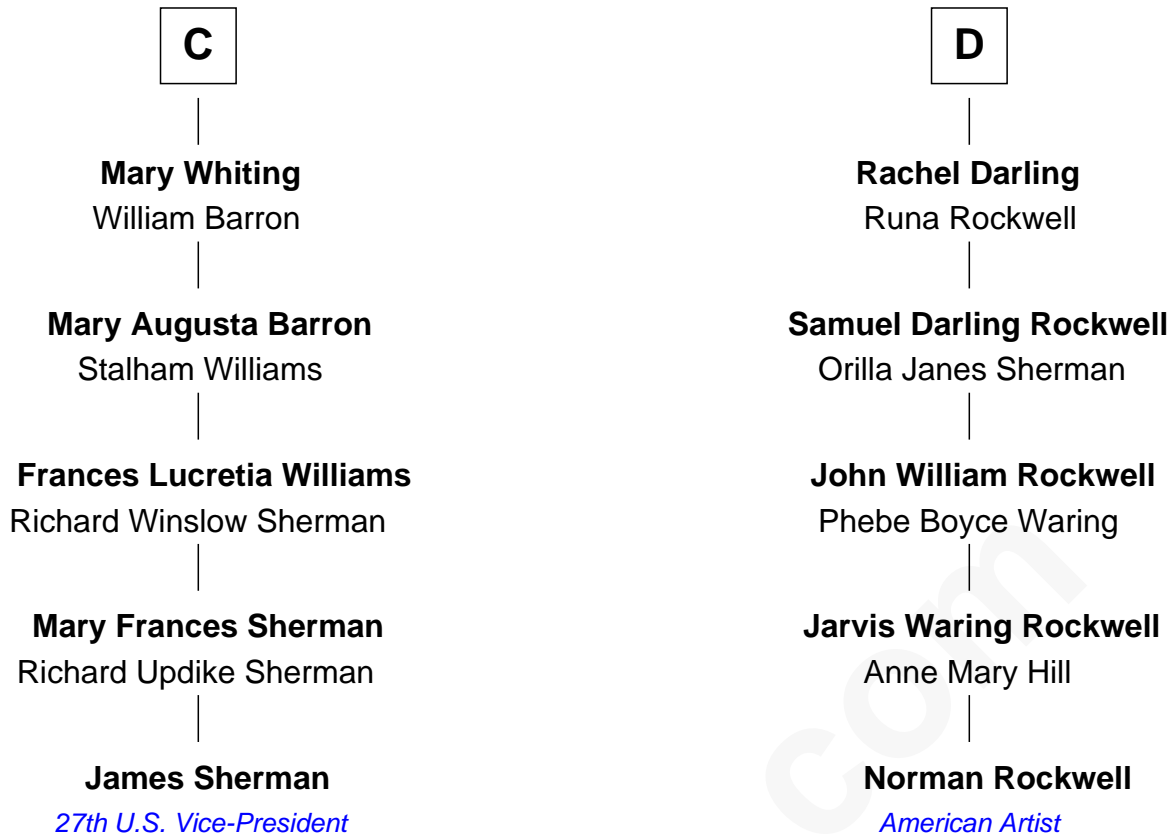 C
Mary Whiting
William Barron
Mary Augusta Barron
Stalham Williams
Frances Lucretia Williams
Richard Winslow Sherman
Mary Frances Sherman
Richard Updike Sherman
James Sherman
27th U.S. Vice-President
D
Rachel Darling
Runa Rockwell
Samuel Darling Rockwell
Orilla Janes Sherman
John William Rockwell
Phebe Boyce Waring
Jarvis Waring Rockwell
Anne Mary Hill
Norman Rockwell
American Artist
com